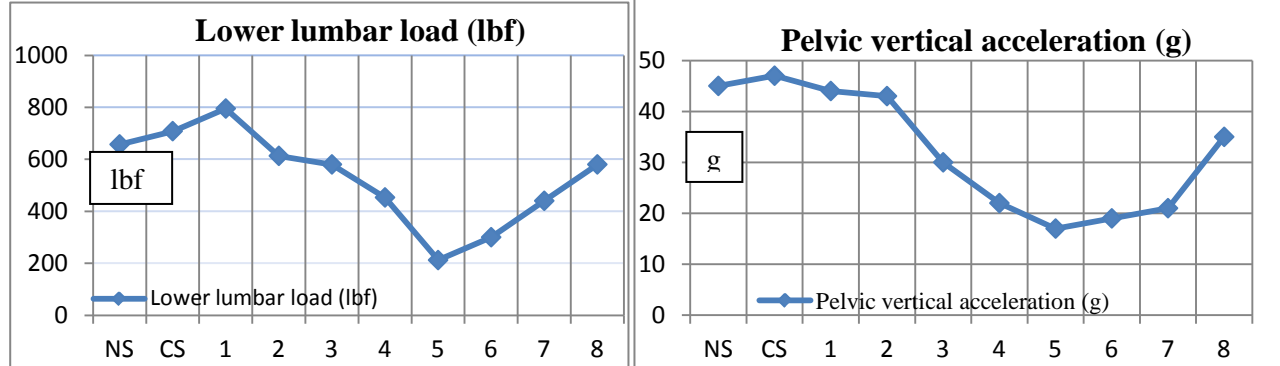 Lower lumbar load (lbf)
1000
800
600
400
200
0
lbf
Lower lumbar load (lbf)
NS CS 1 2 3 4 5 6 7 8
Pelvic vertical acceleration (g)
50
40
30
20
10
0
g
Pelvic vertical acceleration (g)
NS CS 1 2 3 4 5 6 7 8